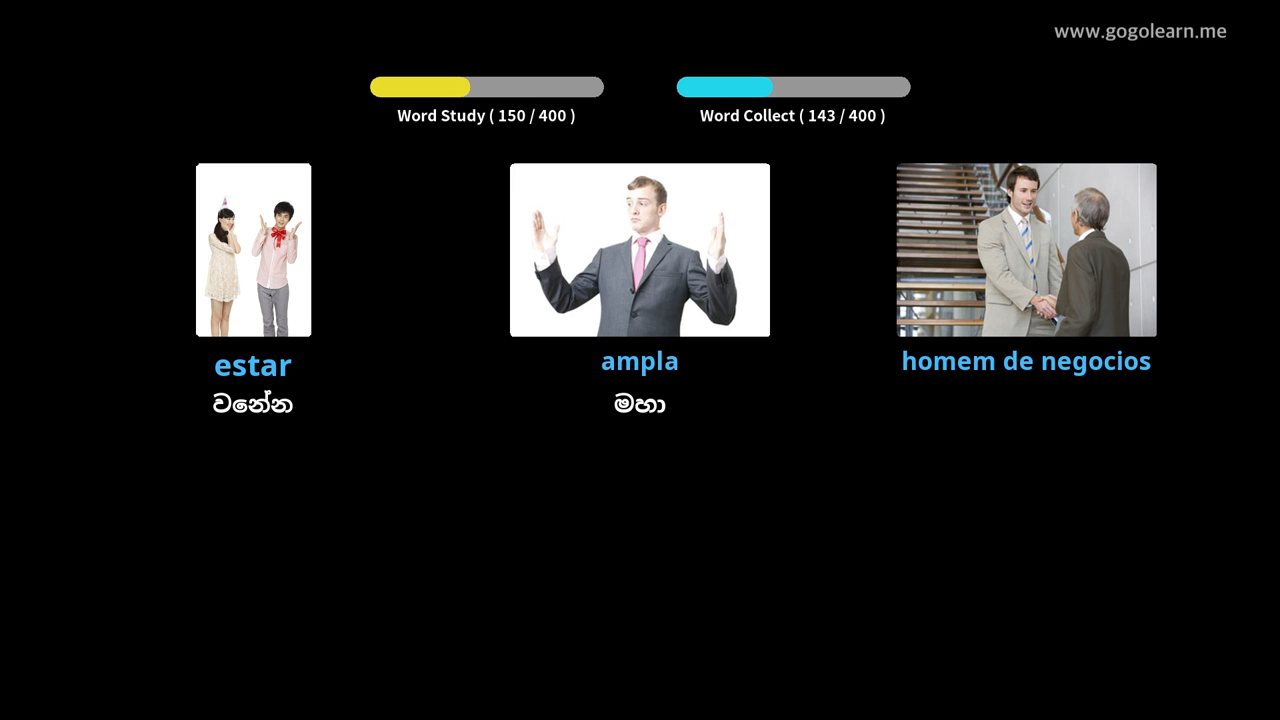 www.gogolearn.me
Word Study ( 150 / 400 )
Word Collect ( 143 / 400 )
estar
ampla
homem de negocios
වනේන
මහා